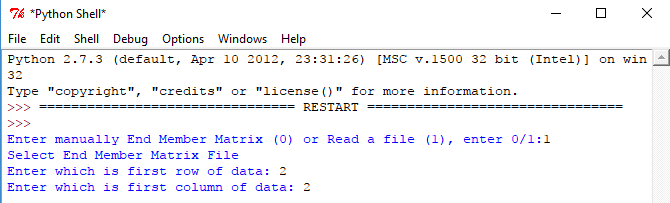 *Python Shell*
File Edit Shell Debug Options Windows Help
Python 2.7.3 (default, Apr 10 2012, 23:31:26) [MSC v.1500 32 bit (Intel)] on win
32
Type "copyright", "credits" or "license()" for more information.
>>> ================================ RESTART ================================
>>>
Enter manually End Member Matrix (0) or Read a file (1), enter 0/1:1
Select End Member Matrix File
Enter which is first row of data: 2
Enter which is first column of data: 2